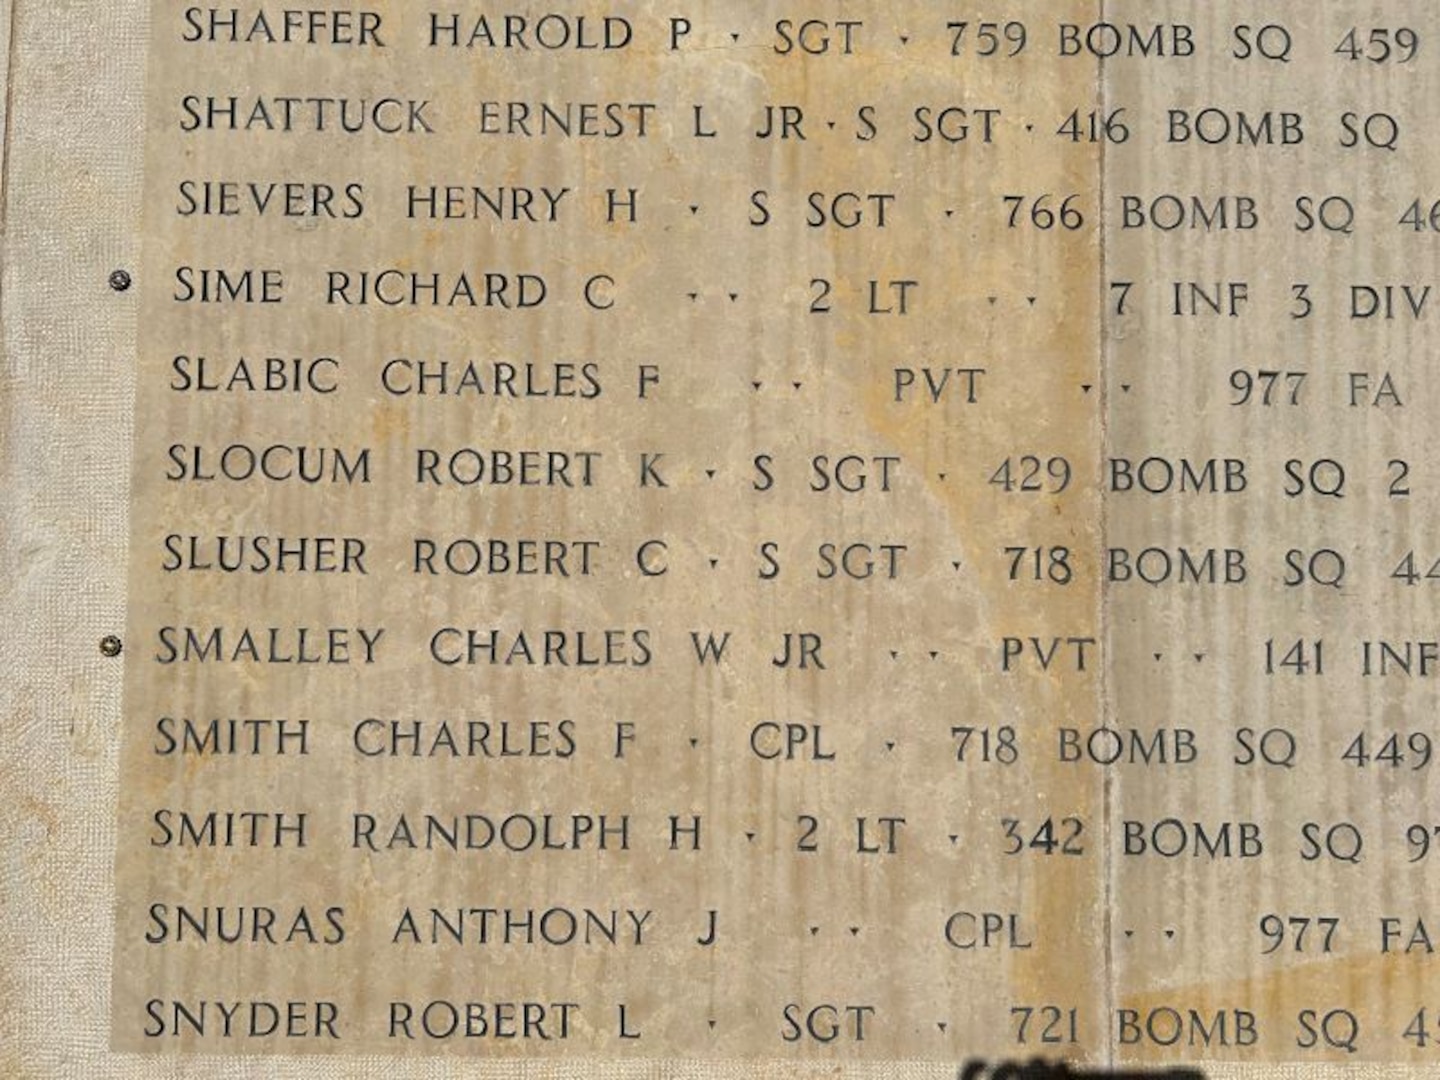 SHAFFER HAROLD P · SGT · 759 BOMB SQ 459
SHATTUCK ERNEST L JR · S SGT · 416 BOMB SQ
SIEVERS HENRY H · S SGT · 766 BOMB SQ
SIME RICHARD C · · 2 LT · · 7 INF 3 DIV
SLABIC CHARLES F · · PVT · · 977 FA
SLOCUM ROBERT K · S SGT · 429 BOMB SQ 2
SLUSHER ROBERT C · S SGT · 718 BOMB SQ
SMALLEY CHARLES W JR · · PVT · · 141 INF
SMITH CHARLES F · CPL · 718 BOMB SQ 449
SMITH RANDOLPH H · 2 LT · 342 BOMB SQ
SNURAS ANTHONY J · · CPL · · 977 FA
SNYDER ROBERT L · SGT · 721 BOMB SQ